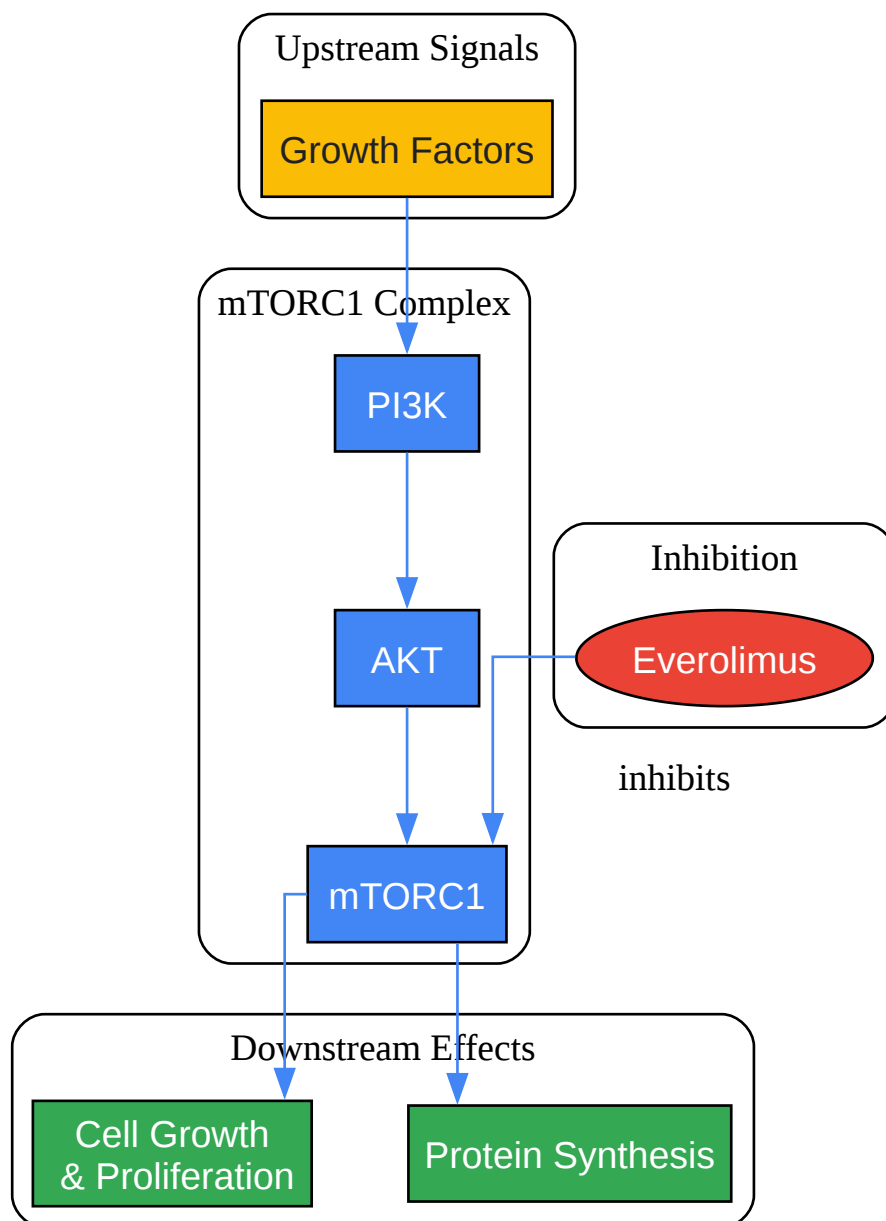 Upstream Signals
Growth Factors
mTORC1 Complex
PI3K
Inhibition
AKT
Everolimus
inhibits
mTORC1
Downstream Effects
Cell Growth
& Proliferation
Protein Synthesis